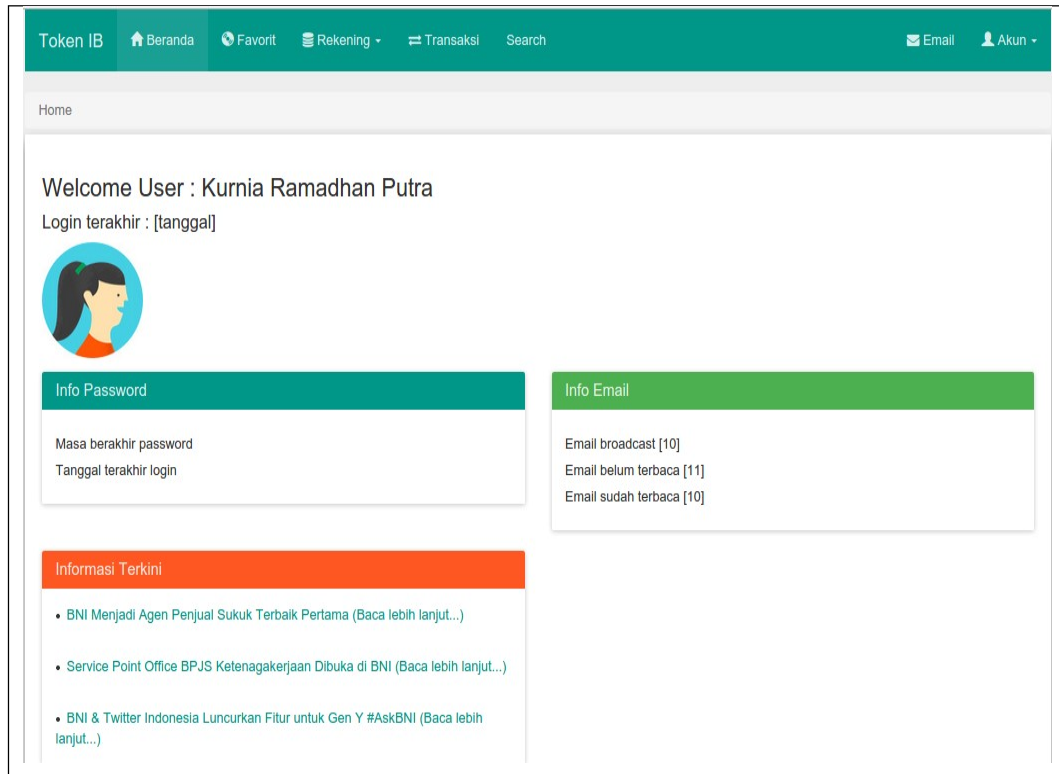 Token IB Beranda Favorit Rekening Transaksi Search Email Akun
Home
Welcome User : Kurnia Ramadhan Putra
Login terakhir : [tanggal]
Info Password
Masa berakhir password
Tanggal terakhir login
Info Email
Email broadcast [10]
Email belum terbaca [11]
Email sudah terbaca [10]
Informasi Terkini
• BNI Menjadi Agen Penjual Sukuk Terbaik Pertama (Baca lebih lanjut...)
• Service Point Office BPJS Ketenagakerjaan Dibuka di BNI (Baca lebih lanjut...)
• BNI & Twitter Indonesia Luncurkan Fitur untuk Gen Y #AskBNI (Baca lebih
lanjut...)